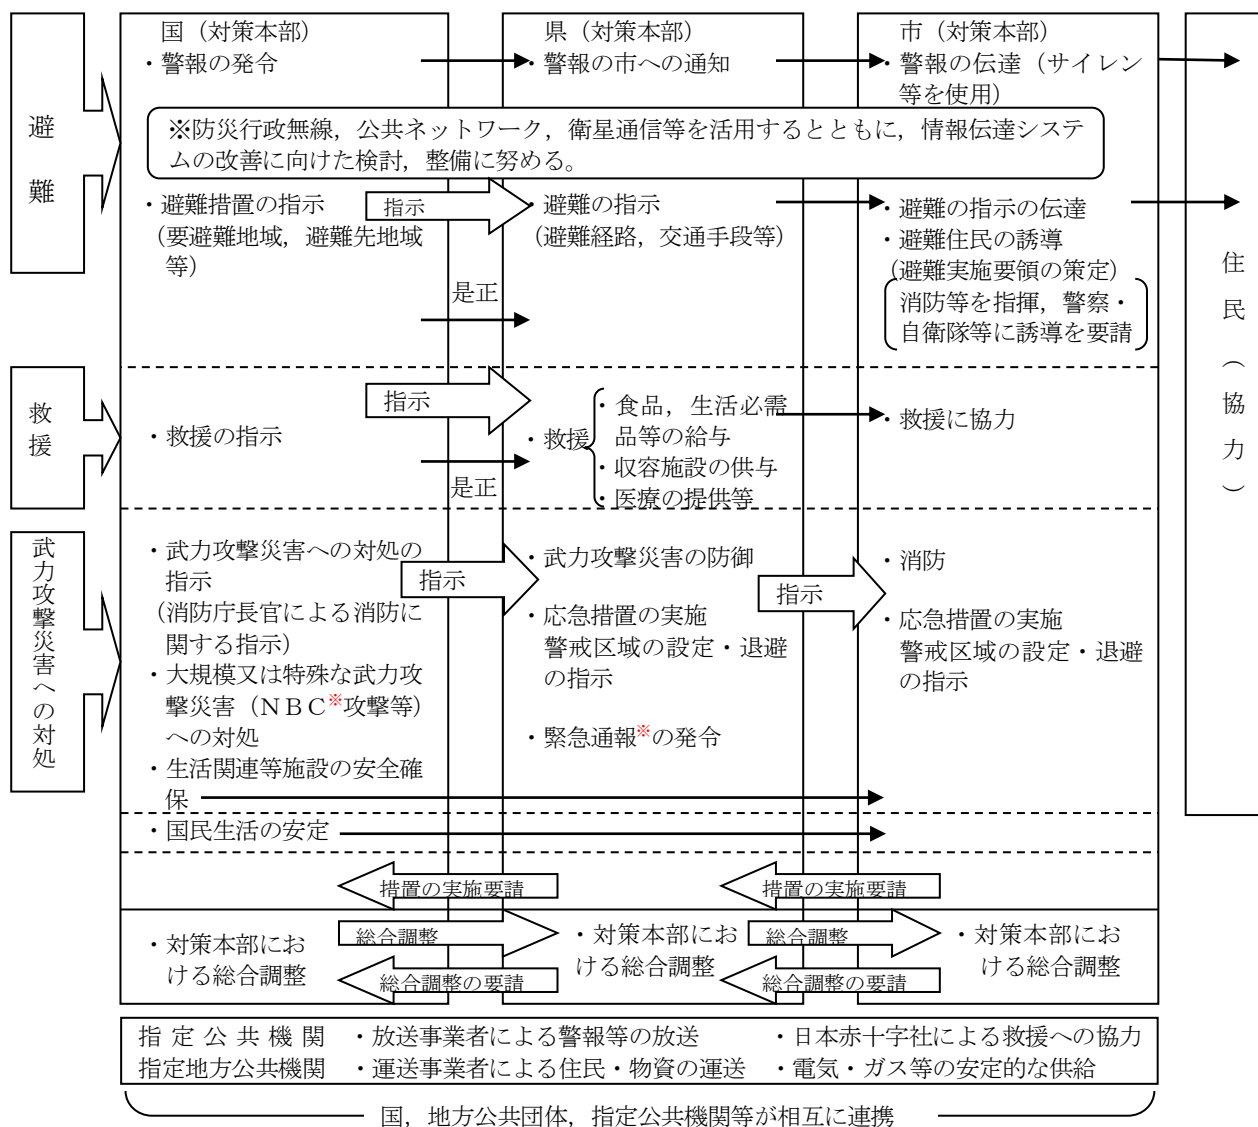 避難
国（対策本部）
・警報の発令
県（対策本部）
・警報の市への通知
市（対策本部）
・警報の伝達（サイレン
等を使用）
※防災行政無線，公共ネットワーク，衛星通信等を活用するとともに，情報伝達システ
ムの改善に向けた検討，整備に努める。
・避難措置の指示
（要避難地域，避難先地域
等）
指示
是正
・避難の指示
（避難経路，交通手段等）
・避難の指示の伝達
・避難住民の誘導
（避難実施要領の策定）
消防等を指揮，警察・
自衛隊等に誘導を要請
住民（協力）
救援
・救援の指示
指示
是正
・救援
・食品，生活必需
品等の給与
・収容施設の供与
・医療の提供等
・救援に協力
武力攻撃災害への対処
・武力攻撃災害への対処の
指示
（消防庁長官による消防に
関する指示）
・大規模又は特殊な武力攻
撃災害（ＮＢＣ※攻撃等）
への対処
・生活関連等施設の安全確
保
指示
・武力攻撃災害の防御
・応急措置の実施
警戒区域の設定・退避
の指示
・緊急通報※の発令
指示
・消防
・応急措置の実施
警戒区域の設定・退避
の指示
・国民生活の安定
措置の実施要請
措置の実施要請
・対策本部にお
ける総合調整
総合調整
総合調整の要請
・対策本部にお
ける総合調整
総合調整
総合調整の要請
・対策本部にお
ける総合調整
指定公共機関 ・放送事業者による警報等の放送 ・日本赤十字社による救援への協力
指定地方公共機関 ・運送事業者による住民・物資の運送 ・電気・ガス等の安定的な供給
国，地方公共団体，指定公共機関等が相互に連携